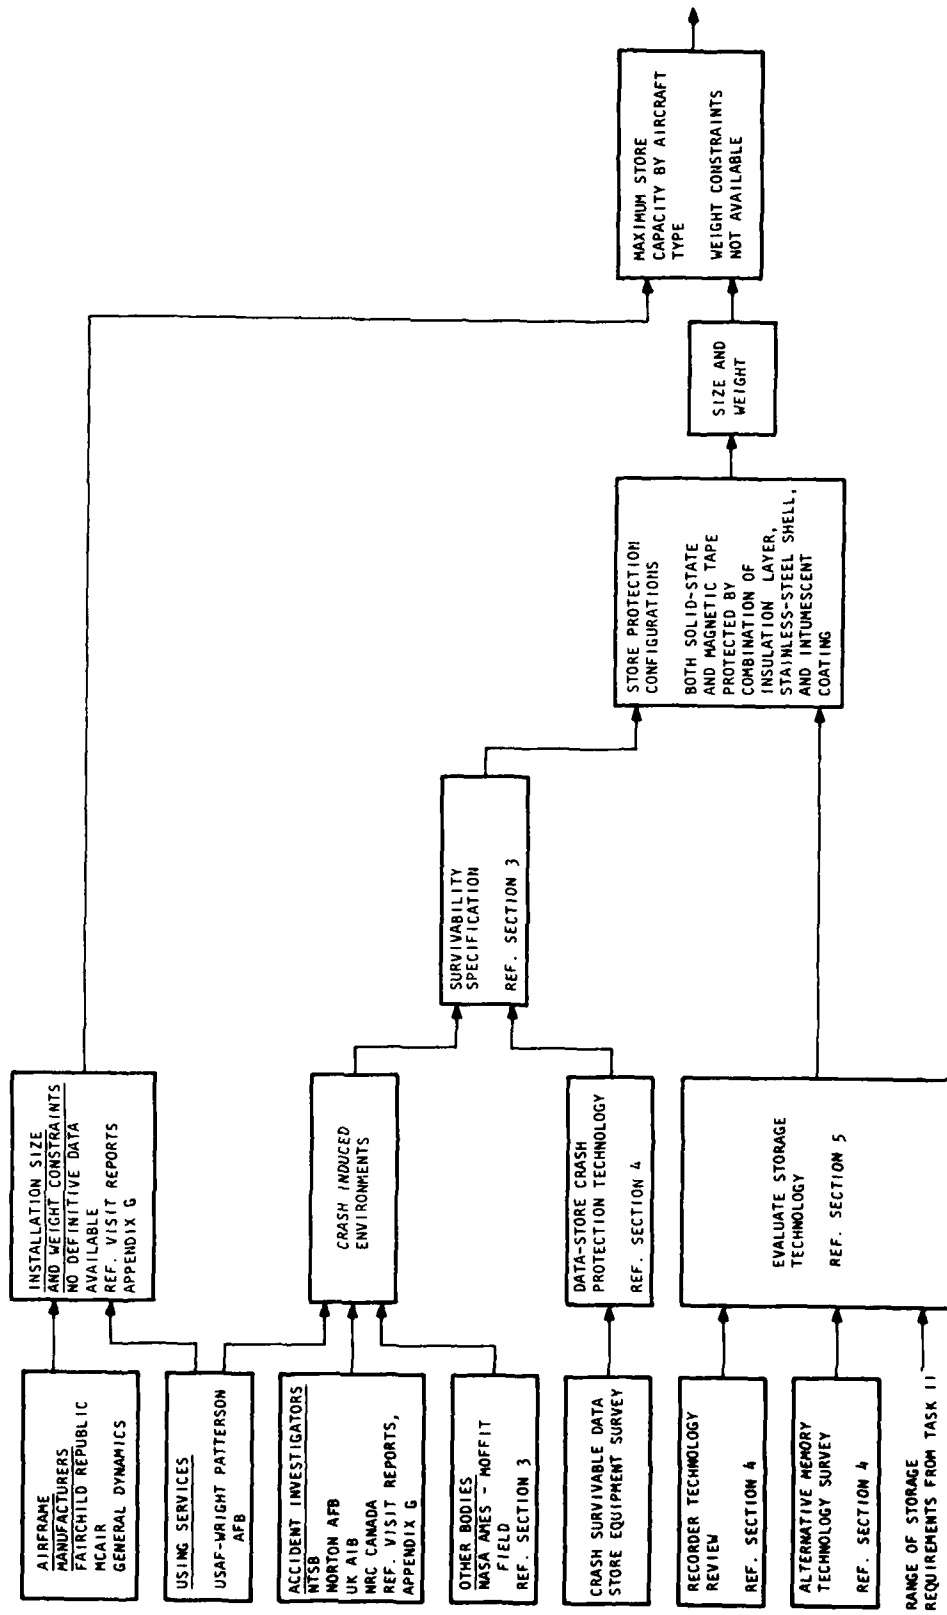 AIRFRAME
MANUFACTURERS
FAIRCHILD REPUBLIC
MCAIR
GENERAL DYNAMICS
USING SERVICES
USAF-WRIGHT PATTERSON
AFB
ACCIDENT INVESTIGATORS
NTSB
NORTON AFB
UK AIB
NRC CANADA
REF. VISIT REPORTS,
APPENDIX G
OTHER BODIES
NASA AMES - MOFFIT
FIELD
REF. SECTION 3
CRASH SURVIVABLE DATA
STORE EQUIPMENT SURVEY
RECORDER TECHNOLOGY
REVIEW
REF. SECTION 4
ALTERNATIVE MEMORY
TECHNOLOGY SURVEY
REF. SECTION 4
RANGE OF STORAGE
REQUIREMENTS FROM TASK II
INSTALLATION SIZE
AND WEIGHT CONSTRAINTS
NO DEFINITIVE DATA
AVAILABLE
REF. VISIT REPORTS
APPENDIX G
CRASH INDUCED
ENVIRONMENTS
DATA-STORE CRASH
PROTECTION TECHNOLOGY
REF. SECTION 4
EVALUATE STORAGE
TECHNOLOGY
REF. SECTION 5
SURVIVABILITY
SPECIFICATION
REF. SECTION 3
STORE PROTECTION
CONFIGURATIONS
BOTH SOLID-STATE
AND MAGNETIC TAPE
PROTECTED BY
COMBINATION OF
INSULATION LAYER,
STAINLESS-STEEL SHELL,
AND INTUMESCENT
COATING
SIZE AND
WEIGHT
MAXIMUM STORE
CAPACITY BY AIRCRAFT
TYPE
WEIGHT CONSTRAINTS
NOT AVAILABLE